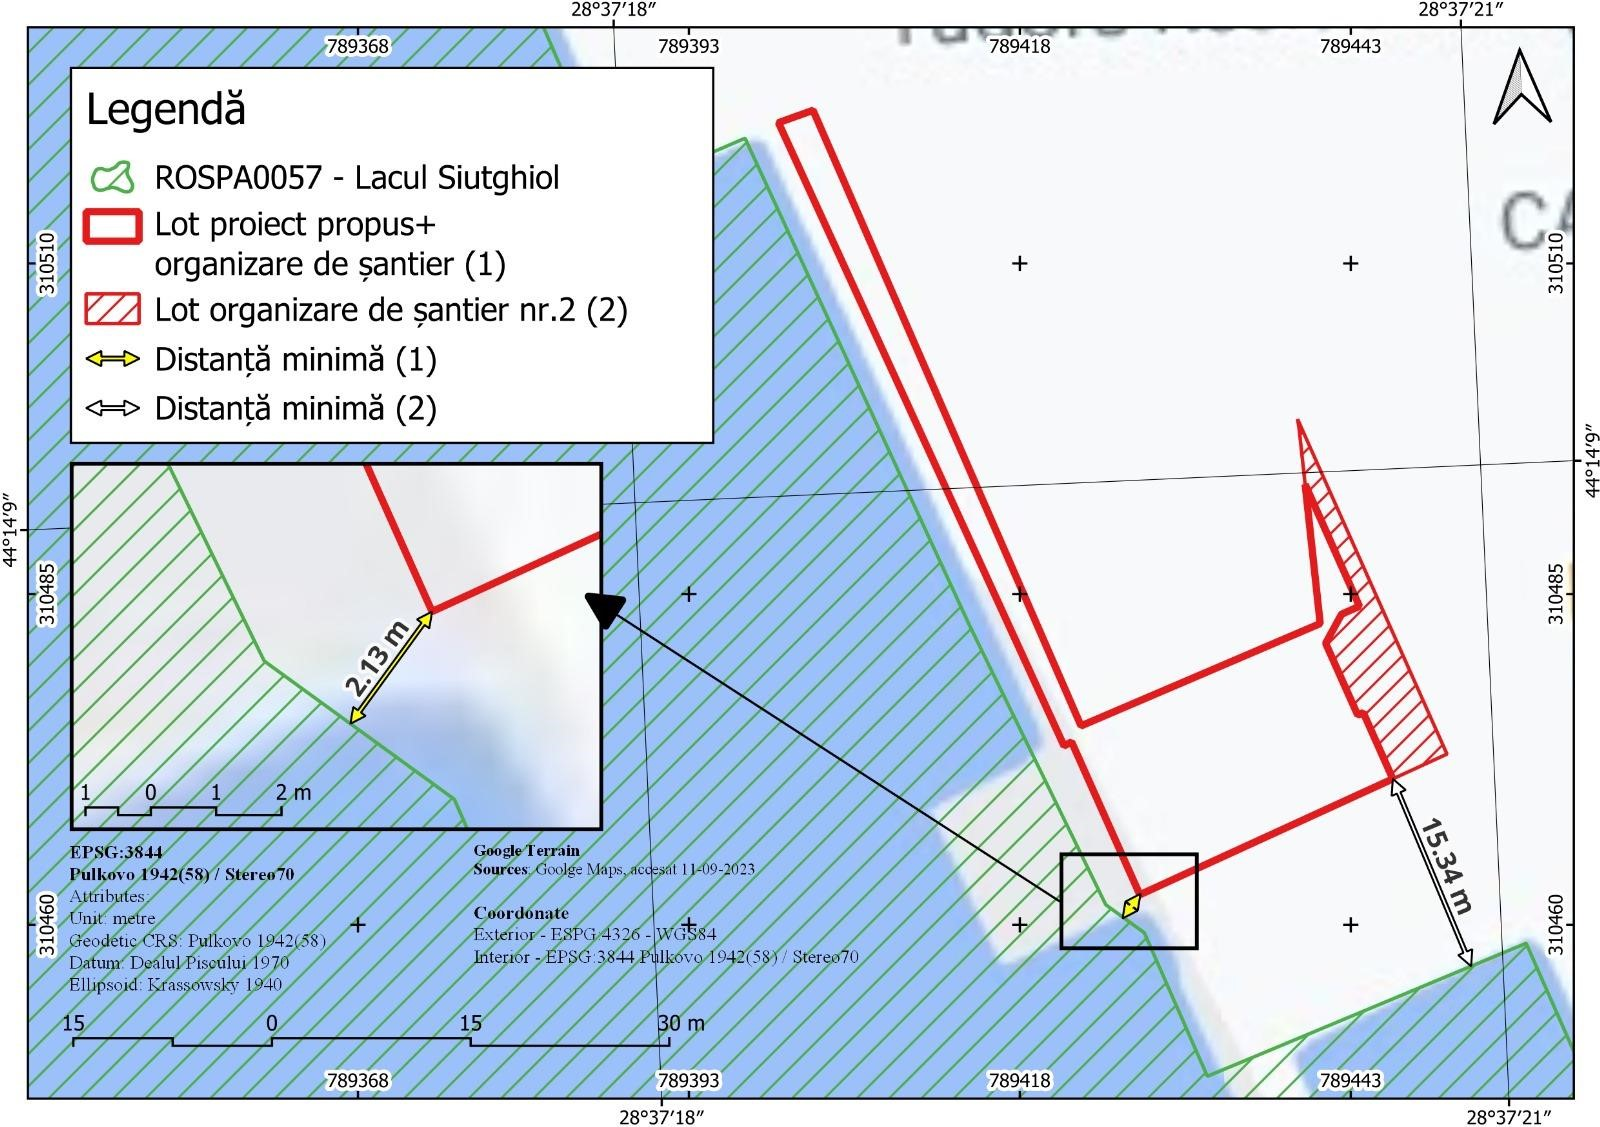 28°37′18″
28°37′21″
789368
789393
789418
789443
Legendă
ROSPA0057 - Lacul Siutghiol
Lot proiect propus+
organizare de șantier (1)
Lot organizare de șantier nr.2 (2)
Distanță minimă (1)
Distanță minimă (2)
CA
310510
310510
44°14′9″
44°14′9″
310485
310485
2.13 m
1 0 1 2 m
15.34 m
310460
310460
EPSG:3844
Pulkovo 1942(58) / Stereo70
Attributes:
Unit: metre
Geodetic CRS: Pulkovo 1942(58)
Datum: Dealul Piscului 1970
Ellipsoid: Krassowsky 1940
Google Terrain
Sources: Goolge Maps, accesat 11-09-2023
Coordonate
Exterior - ESPG:4326 - WGS84
Interior - EPSG:3844 Pulkovo 1942(58) / Stereo70
15 0 15 30 m
789368
789393
789418
789443
28°37′18″
28°37′21″